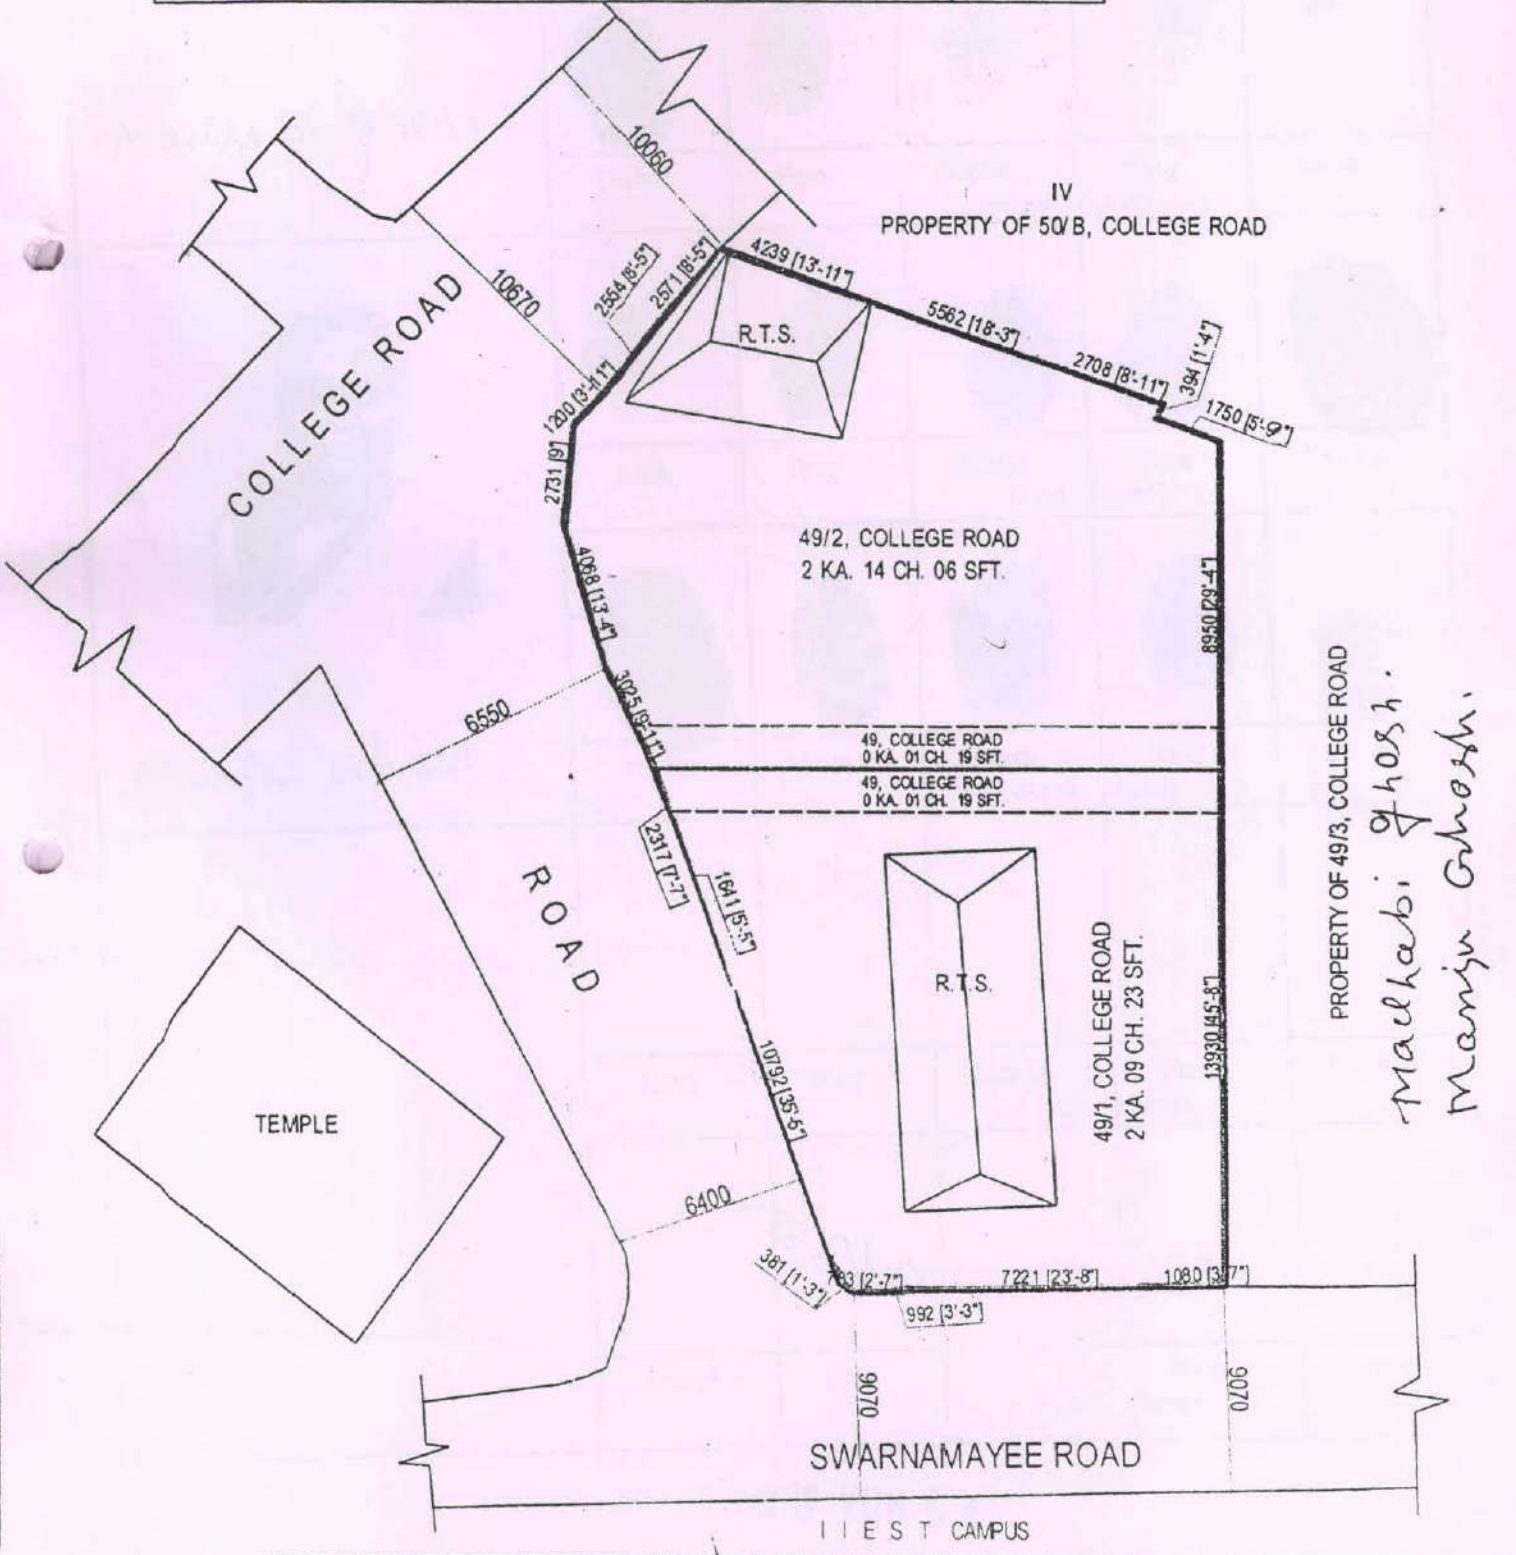 10060
IV
PROPERTY OF 50/B, COLLEGE ROAD
4239 [13'-11"]
2554 [8'-5"]
2571 [8'-5"]
10670
COLLEGE ROAD
R.T.S.
5562 [18'-3"]
2708 [8'-11"]
394 [1'-4"]
1750 [5'-9"]
1200 [3'-11"]
2731 [9']
49/2, COLLEGE ROAD
2 KA. 14 CH. 06 SFT.
4068 [13'-4"]
8950 [29'-4"]
3025 [9'-11"]
6550
49, COLLEGE ROAD
0 KA. 01 CH. 19 SFT.
49, COLLEGE ROAD
0 KA. 01 CH. 19 SFT.
PROPERTY OF 49/3, COLLEGE ROAD
Madhabi Ghosh.
Manju Ghosh.
2317 [7'-7"]
1641 [5'-5"]
ROAD
R.T.S.
49/1, COLLEGE ROAD
2 KA. 09 CH. 23 SFT.
13930 [45'-8"]
10792 [35'-5"]
TEMPLE
6400
381 [1'-3"]
783 [2'-7"]
7221 [23'-8"]
1080 [3'-7"]
992 [3'-3"]
9070
9070
SWARNAMAYEE ROAD
IIEST CAMPUS